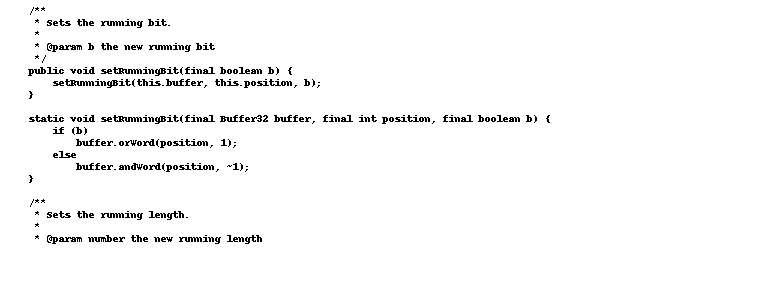 /**
 * Sets the running bit.
 *
 * @param b the new running bit
 */
public void setRunningBit(final boolean b) {
    setRunningBit(this.buffer, this.position, b);
}

static void setRunningBit(final Buffer32 buffer, final int position, final boolean b) {
    if (b)
        buffer.orWord(position, 1);
    else
        buffer.andWord(position, ~1);
}

/**
 * Sets the running length.
 *
 * @param number the new running length